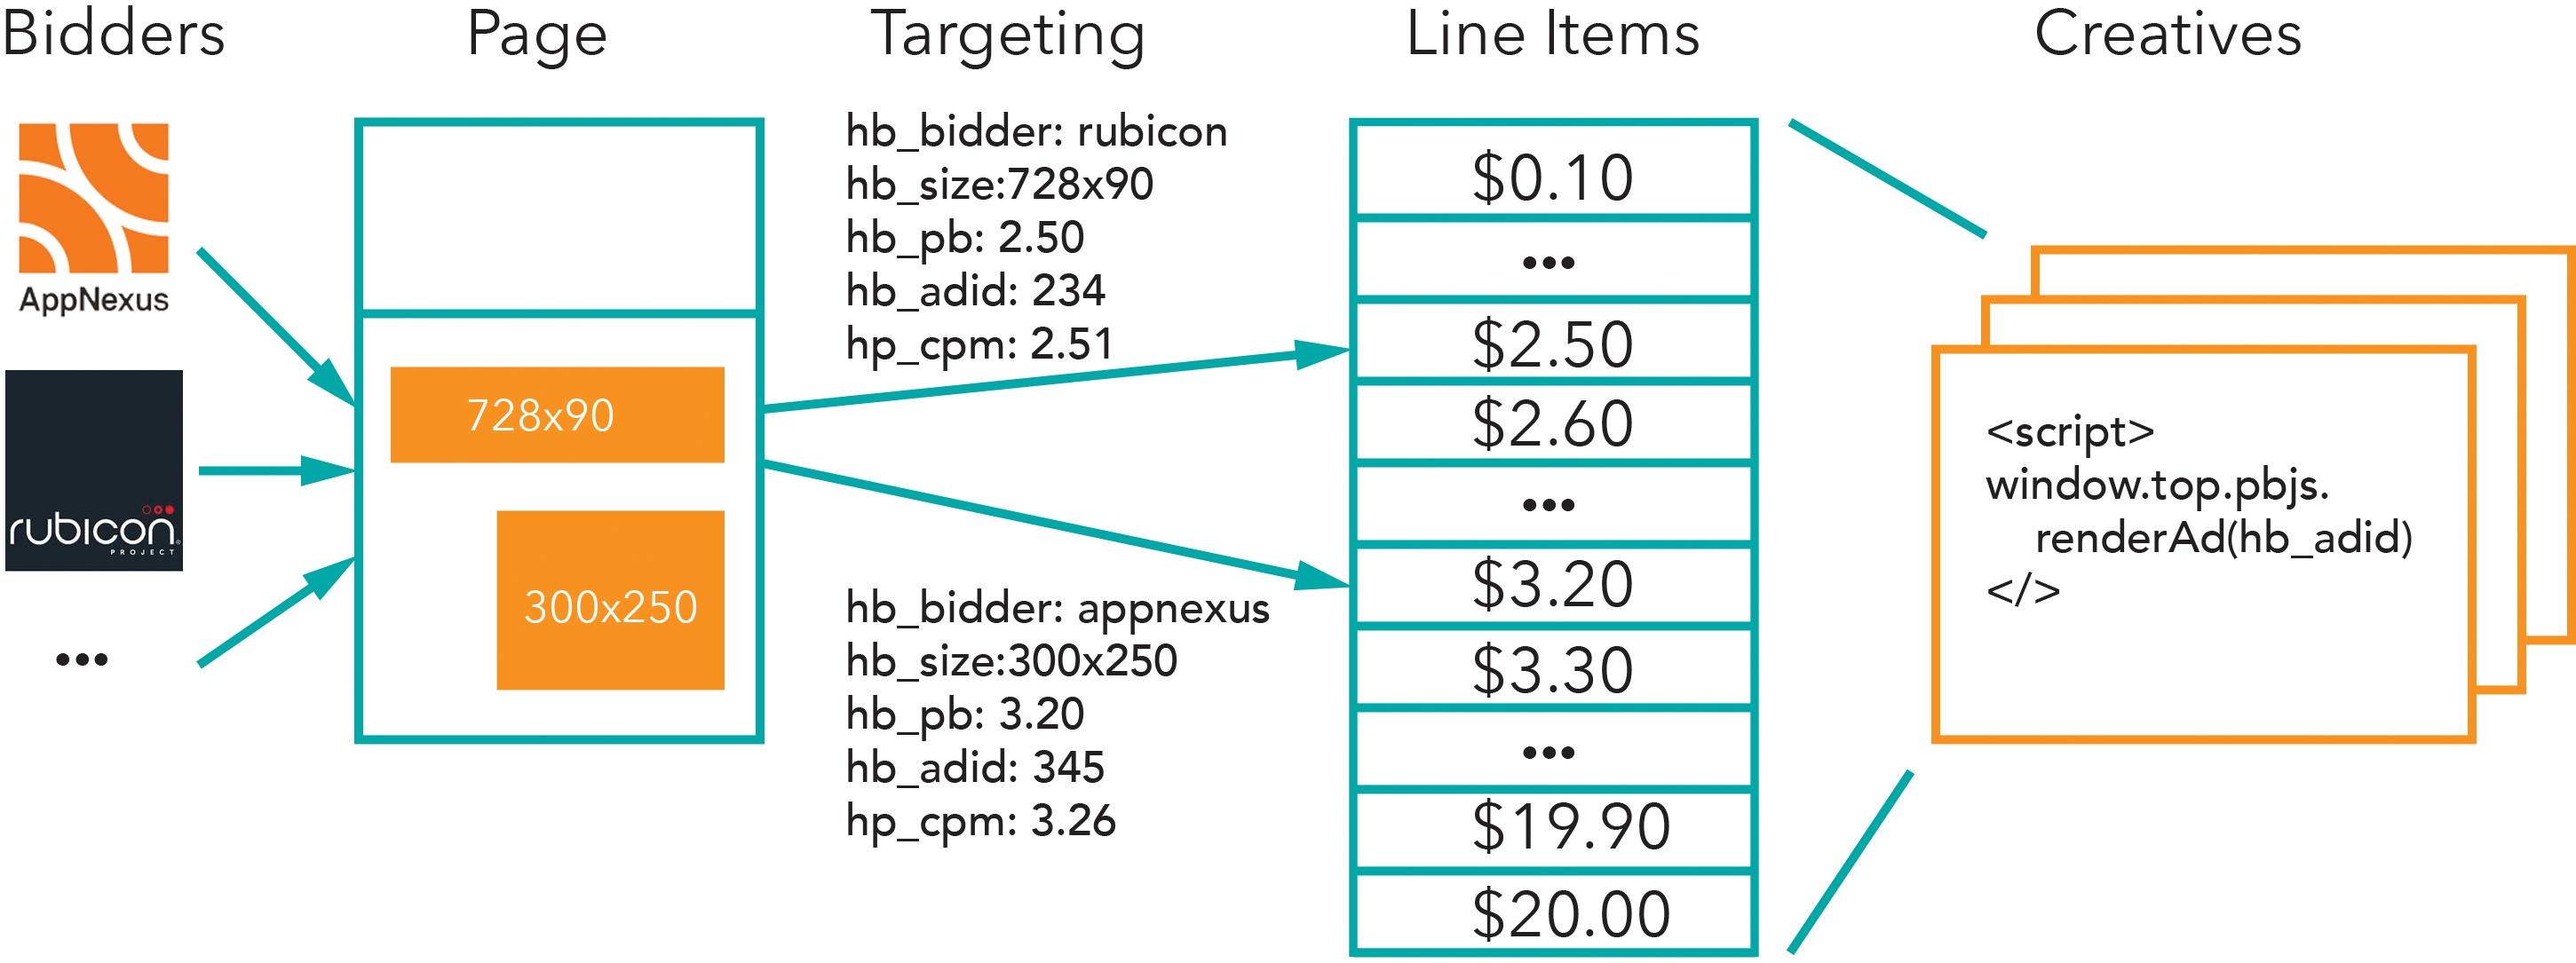 Bidders
Page
Targeting
Line Items
Creatives
AppNexus
rubicon
PROJECT
...
728x90
300x250
hb_bidder: rubicon
hb_size:728x90
hb_pb: 2.50
hb_adid: 234
hp_cpm: 2.51
hb_bidder: appnexus
hb_size:300x250
hb_pb: 3.20
hb_adid: 345
hp_cpm: 3.26
$0.10
...
$2.50
$2.60
...
$3.20
$3.30
...
$19.90
$20.00
<script>
window.top.pbjs.
renderAd(hb_adid)
</>